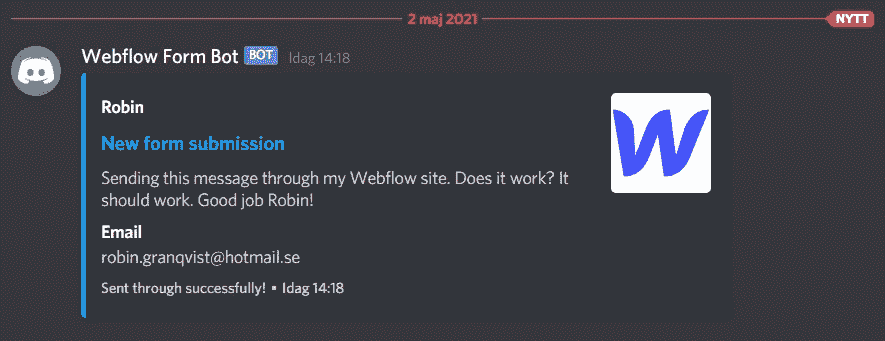 2 maj 2021 NYTT
Webflow Form Bot BOT Idag 14:18
Robin
New form submission
Sending this message through my Webflow site. Does it work? It
should work. Good job Robin!
Email
robin.granqvist@hotmail.se
Sent through successfully! • Idag 14:18